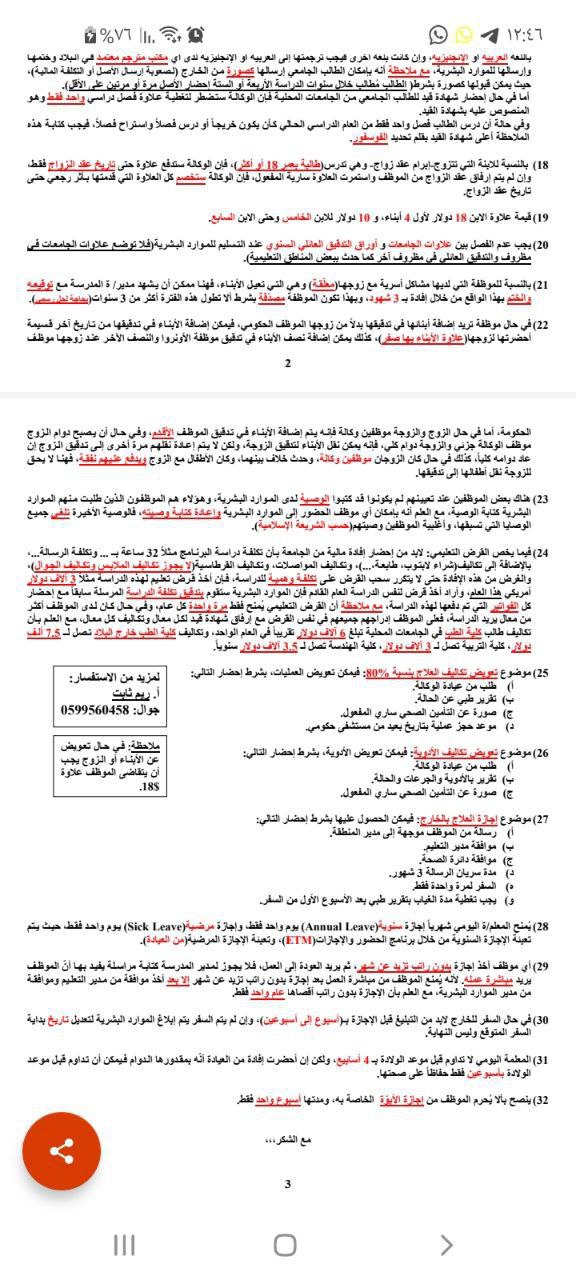 ١٢:٤٦
%٧٦
باللغة العربية او الإنجليزية، وإن كانت بلغة أخرى فيجب ترجمتها إلى العربية او الإنجليزية لدى أي مكتب مترجم معتمد في البلاد وختمها
وإرسالها للموارد البشرية، مع ملاحظة أنه بإمكان الطالب الجامعي إرسالها كصورة من الخارج (لصعوبة إرسال الأصل أو التكلفة المالية)،
حيث يمكن قبولها كصورة بشرط( الطالب مُطالب خلال سنوات الدراسة الأربعة أو الستة إحضار الأصل مرة أو مرتين على الأقل).
أما في حال إحضار شهادة قيد للطالب الجامعي من الجامعات المحلية فان الوكالة ستضطر لتغطية علاوة فصل دراسي واحد فقط وهو
المنصوص عليه بشهادة القيد.
وفي حالة أن درس الطالب فصل واحد فقط من العام الدراسي الحالي كأن يكون خريجاً أو درس فصلاً واستراح فصلاً، فيجب كتابة هذه
الملاحظة أعلى شهادة القيد بقلم تحديد الفوسفور.
18) بالنسبة للابنة التي تتزوج-إبرام عقد زواج- وهي تدرس(طالبة بعمر 18 أو أكثر)، فإن الوكالة ستدفع علاوة حتى تاريخ عقد الزواج فقط،
وإن لم يتم إرفاق عقد الزواج من الموظف واستمرت العلاوة سارية المفعول، فإن الوكالة ستخصم كل العلاوة التي قدمتها بأثر رجعي حتى
تاريخ عقد الزواج.
19) قيمة علاوة الابن 18 دولار لأول 4 أبناء، و 10 دولار للابن الخامس وحتى الابن السابع.
20) يجب عدم الفصل بين علاوات الجامعات و أوراق التدقيق العائلي السنوي عند التسليم للموارد البشرية(فلا توضع علاوات الجامعات في
مظروف والتدقيق العائلي في مظروف آخر كما حدث ببعض المناطق التعليمية).
21) بالنسبة للموظفة التي لديها مشاكل أسرية مع زوجها(معلّقة) وهي التي تعيل الأبناء، فهنا ممكن أن يشهد مدير/ة المدرسة مع توقيعه
والختم بهذا الواقع من خلال إفادة بـ 3 شهود، وبهذا تكون الموظفة مصدّقة بشرط ألا تطول هذه الفترة أكثر من 3 سنوات
22) في حال موظفة تريد إضافة أبنائها في تدقيقها بدلاً من زوجها الموظف الحكومي، فيمكن إضافة الأبناء في تدقيقها من تاريخ آخر قسيمة
أحضرتها لزوجها(علاوة الأبناء بها صفر)، كذلك يمكن إضافة نصف الأبناء في تدقيق موظفة الأونروا والنصف الآخر عند زوجها موظف
2
الحكومة، أما في حال الزوج والزوجة موظفين وكالة فإنه يتم إضافة الأبناء في تدقيق الموظف الأقدم، وفي حال أن يصبح دوام الزوج
موظف الوكالة جزئي والزوجة دوام كلي، فإنه يمكن نقل الأبناء لتدقيق الزوجة، ولكن لا يتم إعادة نقلهم مرة أخرى إلى تدقيق الزوج إن
عاد دوامه كلياً، كذلك في حال كان الزوجان موظفين وكالة، وحدث خلاف بينهما، وكان الأطفال مع الزوج ويدفع عليهم نفقة، فهنا لا يحق
للزوجة نقل أطفالها إلى تدقيقها.
23) هناك بعض الموظفين عند تعيينهم لم يكونوا قد كتبوا الوصية لدى الموارد البشرية، وهؤلاء هم الموظفون الذين طلبت منهم الموارد
البشرية كتابة الوصية، مع العلم أنه بإمكان أي موظف الحضور إلى الموارد البشرية وإعادة كتابة وصيته، فالوصية الأخيرة تلغي جميع
الوصايا التي تسبقها، وأغلبية الموظفين وصيتهم(حسب الشريعة الإسلامية).
24) فيما يخص القرض التعليمي: لابد من إحضار إفادة مالية من الجامعة بأن تكلفة دراسة البرنامج مثلاً 32 ساعة بـ ... وتكلفة الرسالة...،
بالإضافة إلى تكاليف(شراء لابتوب، طابعة،...)، وتكاليف المواصلات، وتكاليف القرطاسية(لا يجوز تكاليف الملابس وتكاليف الجوال)،
والغرض من هذه الإفادة حتى لا يتكرر سحب القرض على تكلفة وهمية للدراسة، فإن أخذ قرض تعليم لهذه الدراسة مثلاً 3 آلاف دولار
أمريكي هذا العام، وأراد أخذ قرض لنفس الدراسة العام القادم فإن الموارد البشرية ستقوم بتدقيق تكلفة الدراسة المرسلة سابقاً مع إحضار
كل الفواتير التي تم دفعها لهذه الدراسة، مع ملاحظة أن القرض التعليمي يُمنح فقط مرة واحدة كل عام، وفي حال كان لدى الموظف أكثر
من معال يريد الدراسة، فعلى الموظف إدراجهم جميعهم في نفس القرض مع إرفاق شهادة قيد لكل معال وتكاليف كل معال، مع العلم بأن
تكاليف طالب كلية الطب في الجامعات المحلية تبلغ 6 آلاف دولار تقريباً في العام الواحد، وتكاليف كلية الطب خارج البلاد تصل لـ 7.5 ألف
دولار، كلية التربية تصل لـ 3 آلاف دولار، كلية الهندسة تصل لـ 3.5 آلاف دولار سنوياً.
25) موضوع تعويض تكاليف العلاج بنسبة 80%: فيمكن تعويض العمليات، بشرط إحضار التالي:
أ) طلب من عيادة الوكالة.
ب) تقرير طبي عن الحالة.
ج) صورة عن التأمين الصحي ساري المفعول.
د) موعد حجز عملية بتاريخ بعيد من مستشفى حكومي.
لمزيد من الاستفسار:
أ. ريم ثابت
جوال: 0599560458
26) موضوع تعويض تكاليف الأدوية: فيمكن تعويض الأدوية، بشرط إحضار التالي:
أ) طلب من عيادة الوكالة.
ب) تقرير بالأدوية والجرعات والحالة.
ج) صورة عن التأمين الصحي ساري المفعول.
ملاحظة: في حال تعويض
عن الأبناء أو الزوج يجب
أن يتقاضى الموظف علاوة
18$.
27) موضوع إجازة العلاج بالخارج: فيمكن الحصول عليها بشرط إحضار التالي:
أ) رسالة من الموظف موجهة إلى مدير المنطقة.
ب) موافقة مدير التعليم.
ج) موافقة دائرة الصحة.
د) مدة سريان الرسالة 3 شهور.
ه) السفر لمرة واحدة فقط.
و) يجب تغطية مدة الغياب بتقرير طبي بعد الأسبوع الأول من السفر.
28) يُمنح المعلم/ة اليومي شهرياً إجازة سنوية(Annual Leave) يوم واحد فقط، وإجازة مرضية(Sick Leave) يوم واحد فقط، حيث يتم
تعبئة الإجازة السنوية من خلال برنامج الحضور والإجازات(ETM)، وتعبئة الإجازة المرضية(من العيادة).
29) أي موظف أخذ إجازة بدون راتب تزيد عن شهر، ثم يريد العودة إلى العمل، فلا يجوز لمدير المدرسة كتابة مراسلة يفيد بها أنّ الموظف
يريد مباشرة عمله، لأنه يُمنع الموظف من مباشرة العمل بعد إجازة بدون راتب تزيد عن شهر إلا بعد أخذ موافقة من مدير التعليم وموافقة
من مدير الموارد البشرية، مع العلم بأن الإجازة بدون راتب أقصاها عام واحد فقط.
30) في حال السفر للخارج لابد من التبليغ قبل الإجازة بـ(أسبوع إلى أسبوعين)، وإن لم يتم السفر يتم إبلاغ الموارد البشرية لتعديل تاريخ بداية
السفر المتوقع وليس النهاية.
31) المعلمة اليومي لا تداوم قبل موعد الولادة بـ 4 أسابيع، ولكن إن أحضرت إفادة من العيادة أنّه بمقدورها الدوام فيمكن أن تداوم قبل موعد
الولادة بأسبوعين فقط حفاظاً على صحتها.
32) ينصح بألا يُحرم الموظف من إجازة الأبوّة الخاصة به، ومدتها أسبوع واحد فقط.
مع الشكر،،،
3